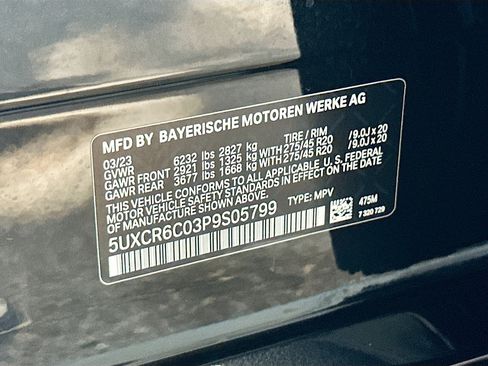 MFD BY BAYERISCHE MOTOREN WERKE AG
03/23 TIRE / RIM
GVWR 6232 lbs 2827 kg
GAWR FRONT 2921 lbs 1325 kg WITH 275/45 R20 / 9.0J x 20
GAWR REAR 3677 lbs 1668 kg WITH 275/45 R20 / 9.0J x 20
THIS VEHICLE CONFORMS TO ALL APPLICABLE U.S. FEDERAL
MOTOR VEHICLE SAFETY STANDARDS IN EFFECT ON THE
DATE OF MANUFACTURE SHOWN ABOVE.
5UXCR6C03P9S05799 TYPE: MPV
475M
7 320 729